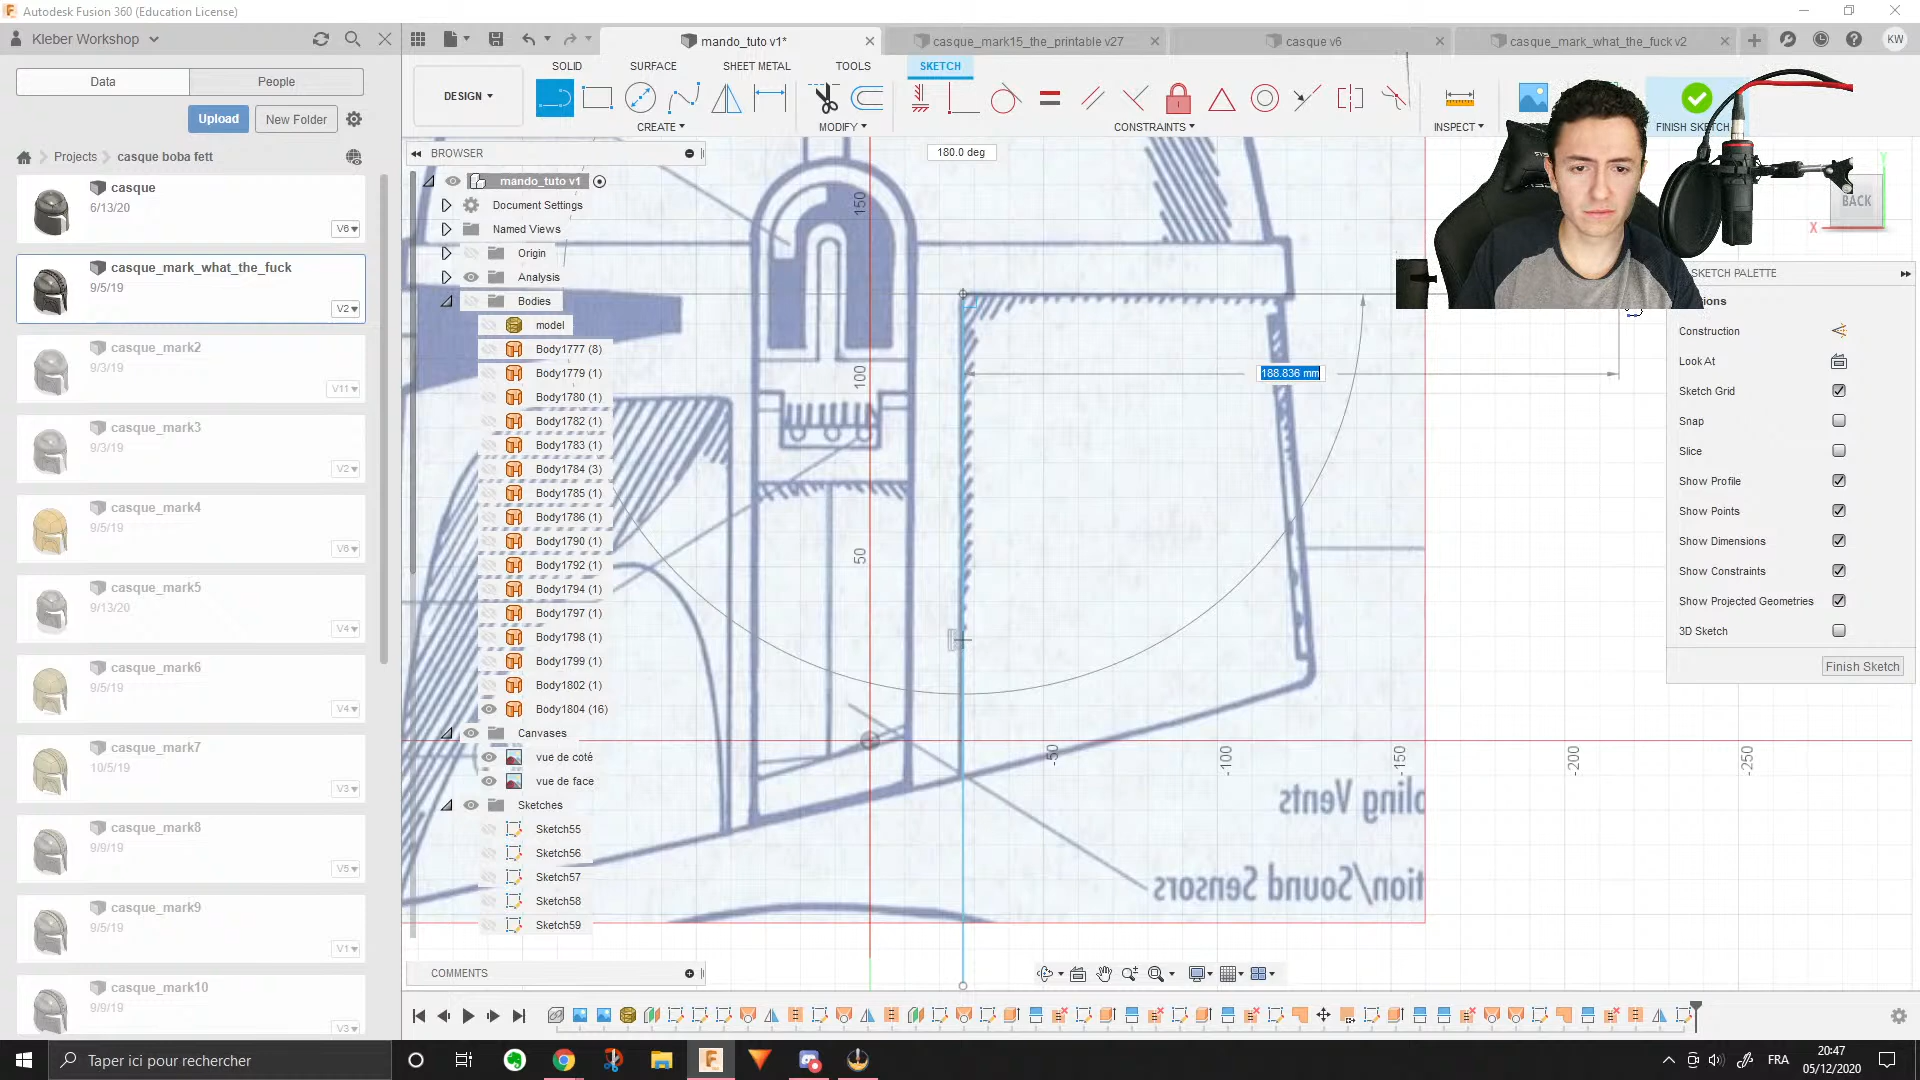 Autodesk Fusion 360 (Education License)
Kleber Workshop
mando_tuto v1*
casque_mark15_the_printable v27
casque v6
casque_mark_what_the_fuck v2
KW
Data
People
SOLID
SURFACE
SHEET METAL
TOOLS
SKETCH
DESIGN
CREATE
MODIFY
CONSTRAINTS
INSPECT
FINISH SKETCH
Upload
New Folder
Projects
casque boba fett
casque
6/13/20
V6
casque_mark_what_the_fuck
9/5/19
V2
casque_mark2
9/3/19
V11
casque_mark3
9/3/19
V2
casque_mark4
9/5/19
V6
casque_mark5
9/13/20
V4
casque_mark6
9/5/19
V4
casque_mark7
10/5/19
V3
casque_mark8
9/9/19
V5
casque_mark9
9/5/19
V1
casque_mark10
9/9/19
V3
BROWSER
mando_tuto v1
Document Settings
Named Views
Origin
Analysis
Bodies
model
Body1777 (8)
Body1779 (1)
Body1780 (1)
Body1782 (1)
Body1783 (1)
Body1784 (3)
Body1785 (1)
Body1786 (1)
Body1790 (1)
Body1792 (1)
Body1794 (1)
Body1797 (1)
Body1798 (1)
Body1799 (1)
Body1802 (1)
Body1804 (16)
Canvases
vue de coté
vue de face
Sketches
Sketch55
Sketch56
Sketch57
Sketch58
Sketch59
COMMENTS
180.0 deg
188.836 mm
150
100
50
-50
-100
-150
-200
-250
oling Vents
tion/Sound Sensors
BACK
X
Y
SKETCH PALETTE
ions
Construction
Look At
Sketch Grid
Snap
Slice
Show Profile
Show Points
Show Dimensions
Show Constraints
Show Projected Geometries
3D Sketch
Finish Sketch
Taper ici pour rechercher
FRA
20:47
05/12/2020